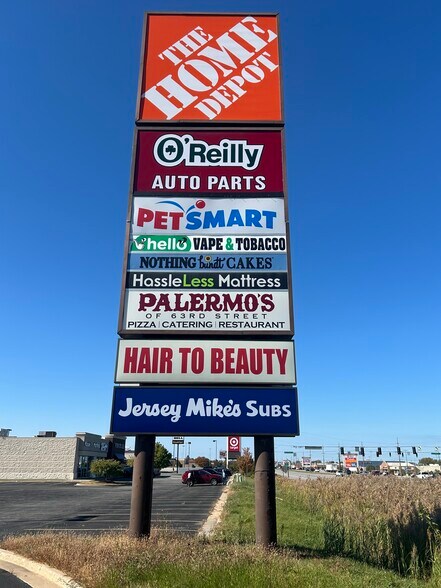 THE
HOME
DEPOT
O'Reilly
AUTO PARTS
PETSMART
hello VAPE & TOBACCO
NOTHING bundt CAKES
HassleLess Mattress
PALERMO'S
OF 63RD STREET
PIZZA | CATERING | RESTAURANT
HAIR TO BEAUTY
Jersey Mike's SUBS